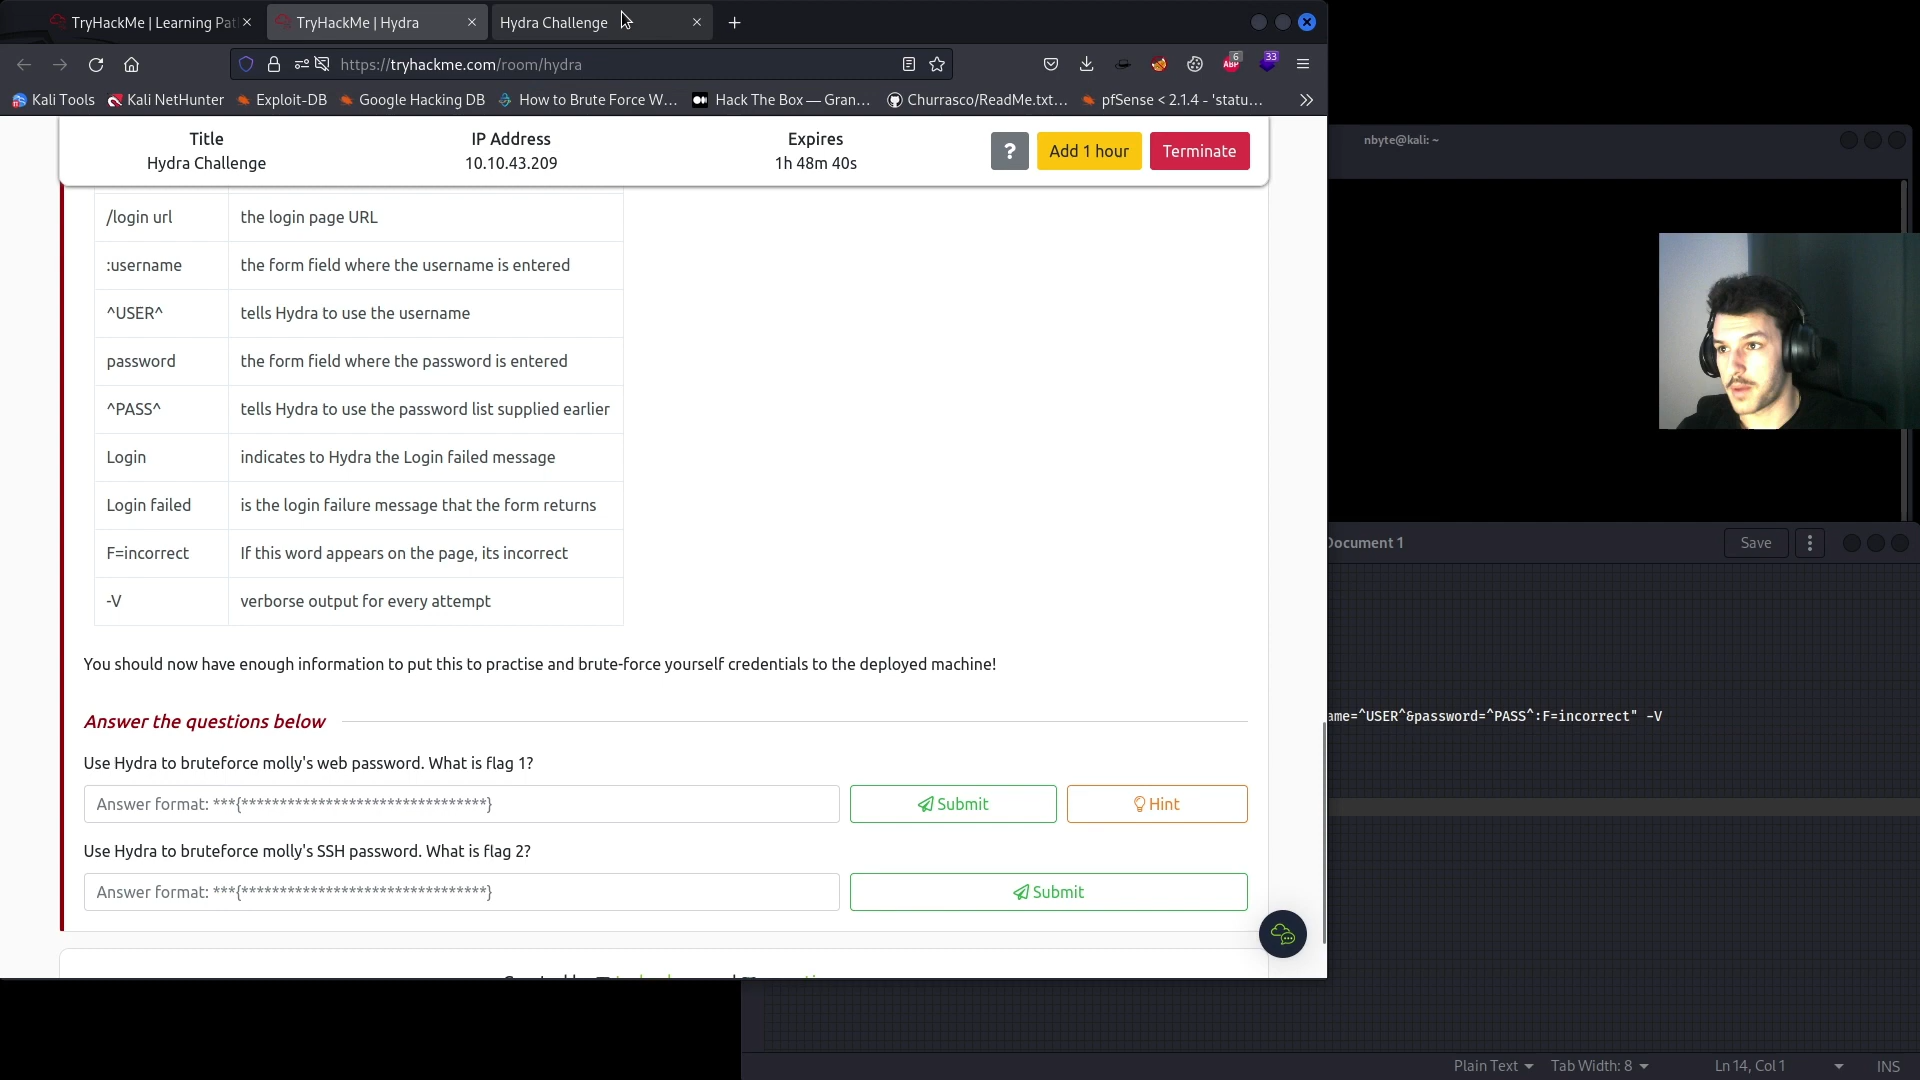 TryHackMe | Learning Pat
TryHackMe | Hydra
Hydra Challenge
https://tryhackme.com/room/hydra
6
ABP
33
Kali Tools
Kali NetHunter
Exploit-DB
Google Hacking DB
How to Brute Force W...
Hack The Box — Gran...
Churrasco/ReadMe.txt...
pfSense < 2.1.4 - 'statu...
Title
Hydra Challenge
IP Address
10.10.43.209
Expires
1h 48m 40s
?
Add 1 hour
Terminate
nbyte@kali: ~
/login url the login page URL
:username the form field where the username is entered
^USER^ tells Hydra to use the username
password the form field where the password is entered
^PASS^ tells Hydra to use the password list supplied earlier
Login indicates to Hydra the Login failed message
Login failed is the login failure message that the form returns
F=incorrect If this word appears on the page, its incorrect
-V verborse output for every attempt
You should now have enough information to put this to practise and brute-force yourself credentials to the deployed machine!
Answer the questions below
Use Hydra to bruteforce molly's web password. What is flag 1?
Answer format: ***{********************************}
Submit
Hint
Use Hydra to bruteforce molly's SSH password. What is flag 2?
Answer format: ***{********************************}
Submit
Document 1
Save
ame=^USER^&password=^PASS^:F=incorrect" -V
Plain Text
Tab Width: 8
Ln 14, Col 1
INS